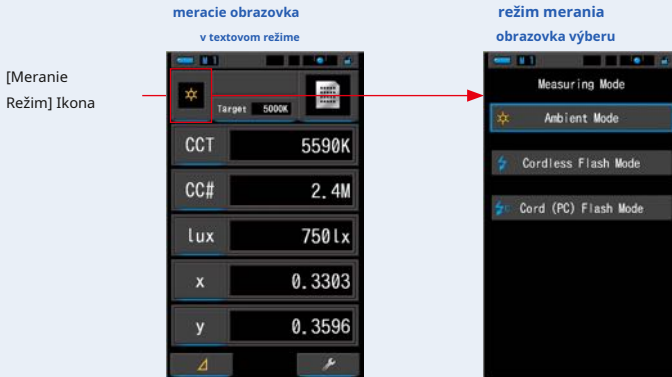 meracie obrazovka
v textovom režime
režim merania
obrazovka výberu
[Meranie
Režim] Ikona
Target 5000K
CCT 5590K
CC# 2.4M
lux 750lx
x 0.3303
y 0.3596
Measuring Mode
Ambient Mode
Cordless Flash Mode
Cord (PC) Flash Mode